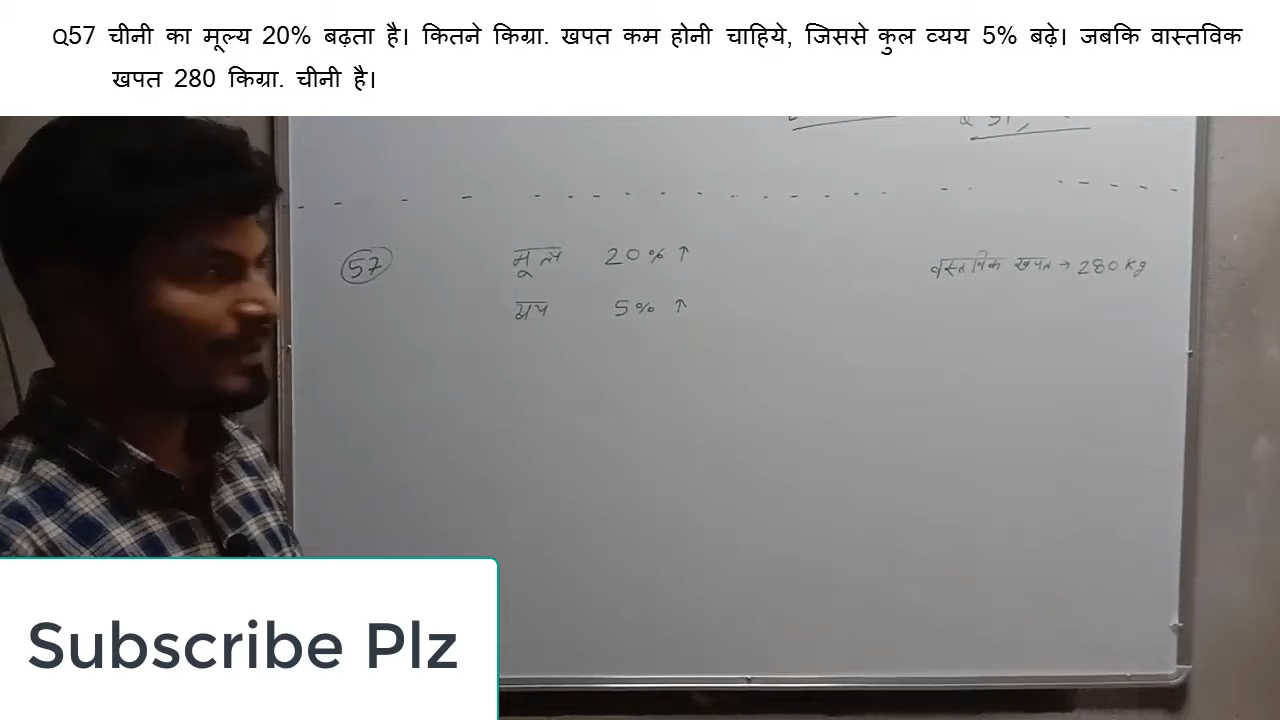 Q57 चीनी का मूल्य 20% बढ़ता है। कितने किग्रा. खपत कम होनी चाहिये, जिससे कुल व्यय 5% बढ़े। जबकि वास्तविक
खपत 280 किग्रा. चीनी है।
57 मूल्य 20% ↑ वास्तविक खपत → 280 kg
व्यय 5% ↑
Subscribe Plz